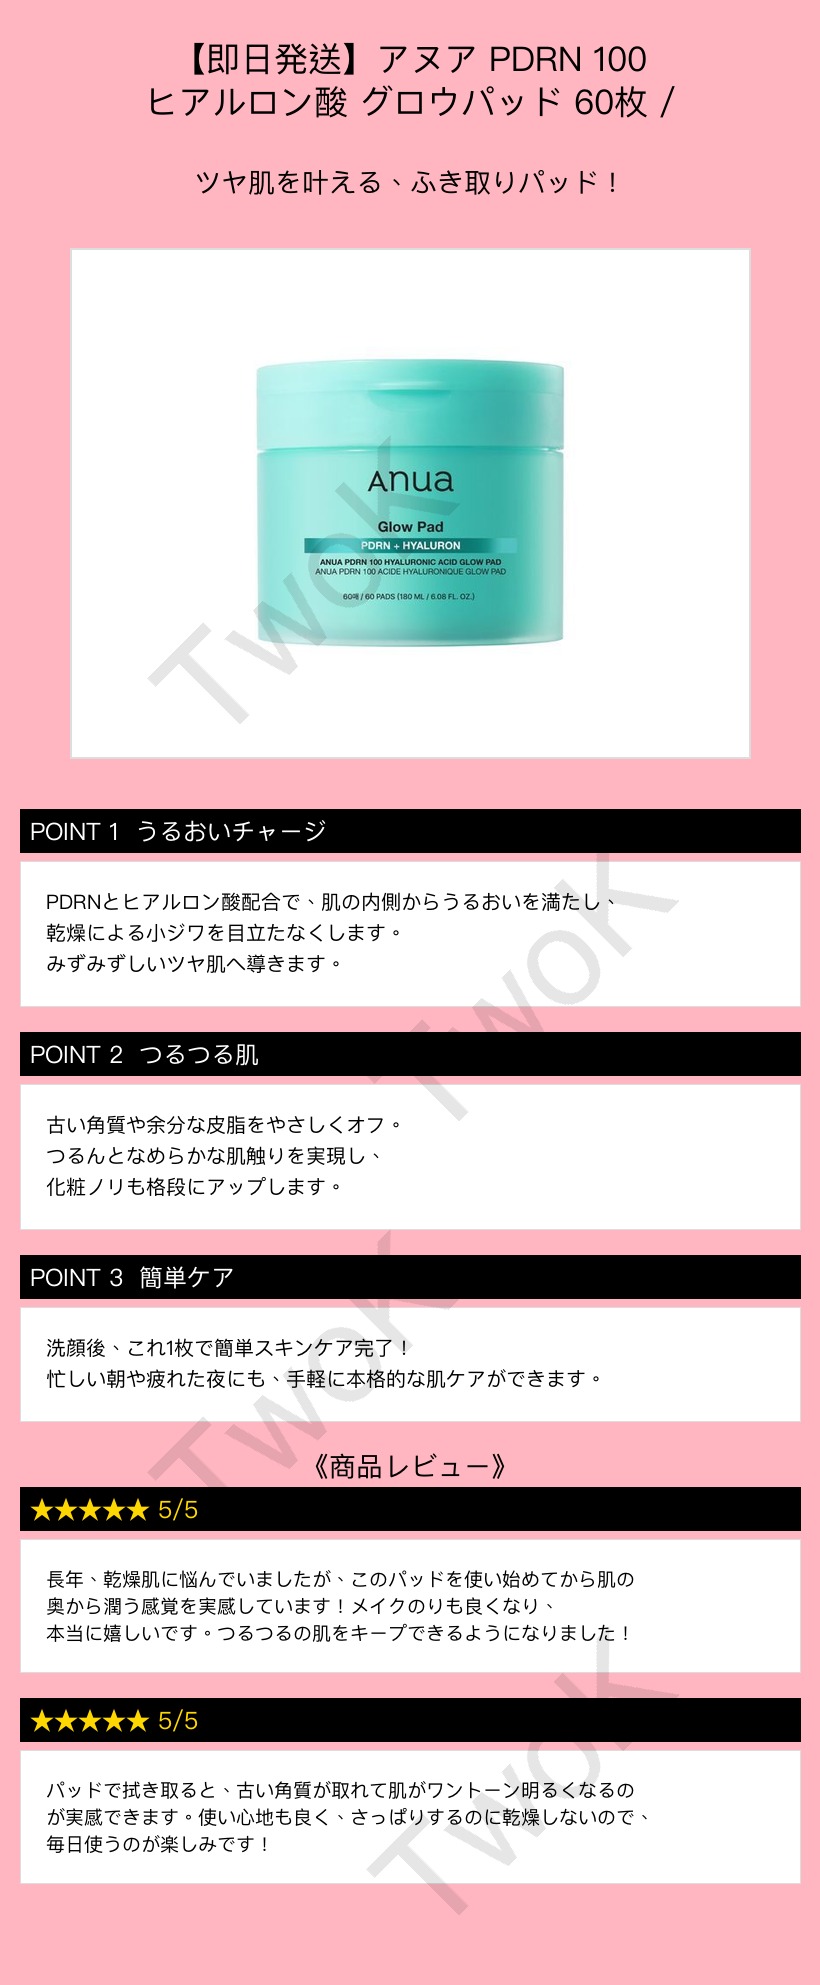 【即日発送】アヌア PDRN 100
ヒアルロン酸 グロウパッド 60枚 /
ツヤ肌を叶える、ふき取りパッド！
Anua
Glow Pad
PDRN + HYALURON
ANUA PDRN 100 HYALURONIC ACID GLOW PAD
ANUA PDRN 100 ACIDE HYALURONIQUE GLOW PAD
60매 / 60 PADS (180 ML / 6.08 FL. OZ.)
TwoK
POINT 1 うるおいチャージ
PDRNとヒアルロン酸配合で、肌の内側からうるおいを満たし、
乾燥による小ジワを目立たなくします。
みずみずしいツヤ肌へ導きます。
TwoK
POINT 2 つるつる肌
古い角質や余分な皮脂をやさしくオフ。
つるんとなめらかな肌触りを実現し、
化粧ノリも格段にアップします。
POINT 3 簡単ケア
洗顔後、これ1枚で簡単スキンケア完了！
忙しい朝や疲れた夜にも、手軽に本格的な肌ケアができます。
TwoK
《商品レビュー》
★★★★★ 5/5
長年、乾燥肌に悩んでいましたが、このパッドを使い始めてから肌の
奥から潤う感覚を実感しています！メイクのりも良くなり、
本当に嬉しいです。つるつるの肌をキープできるようになりました！
★★★★★ 5/5
パッドで拭き取ると、古い角質が取れて肌がワントーン明るくなるの
が実感できます。使い心地も良く、さっぱりするのに乾燥しないので、
毎日使うのが楽しみです！
TwoK